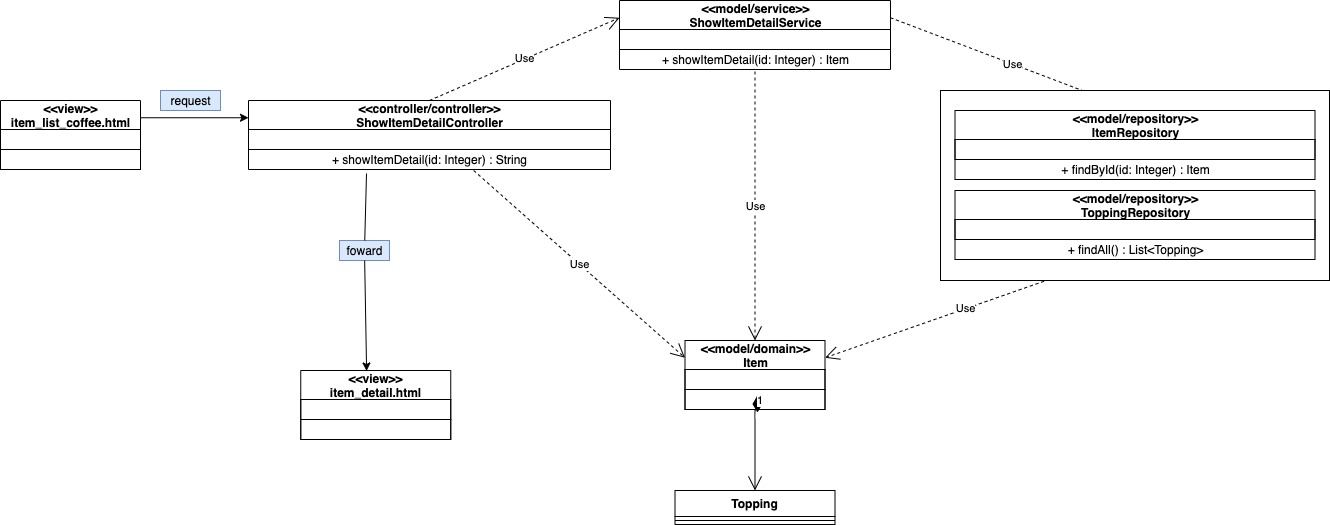 <<model/service>>
ShowItemDetailService
+ showItemDetail(id: Integer) : Item
Use
Use
<<view>>
item_list_coffee.html
request
<<controller/controller>>
ShowItemDetailController
+ showItemDetail(id: Integer) : String
<<model/repository>>
ItemRepository
+ findById(id: Integer) : Item
<<model/repository>>
ToppingRepository
+ findAll() : List<Topping>
Use
foward
Use
Use
<<model/domain>>
Item
1
<<view>>
item_detail.html
Topping